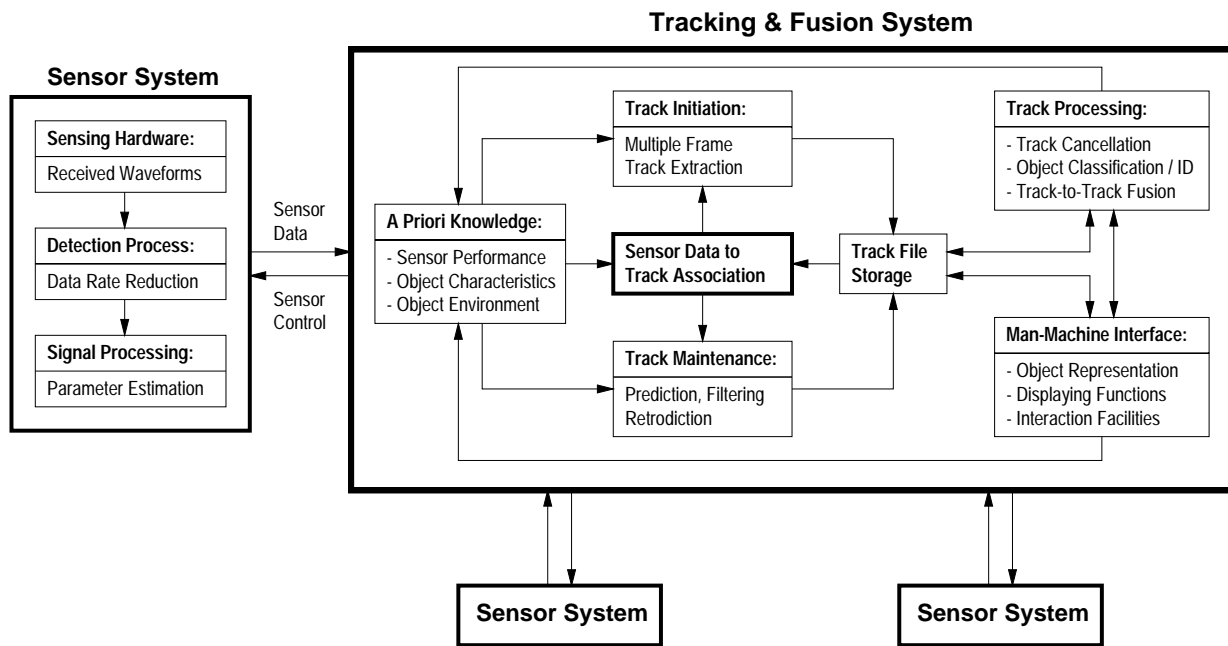 Tracking & Fusion System
Sensor System
Sensing Hardware:
Received Waveforms
Detection Process:
Data Rate Reduction
Signal Processing:
Parameter Estimation
Sensor
Data
Sensor
Control
A Priori Knowledge:
- Sensor Performance
- Object Characteristics
- Object Environment
Track Initiation:
Multiple Frame
Track Extraction
Sensor Data to
Track Association
Track Maintenance:
Prediction, Filtering
Retrodiction
Track File
Storage
Track Processing:
- Track Cancellation
- Object Classification / ID
- Track-to-Track Fusion
Man-Machine Interface:
- Object Representation
- Displaying Functions
- Interaction Facilities
Sensor System
Sensor System